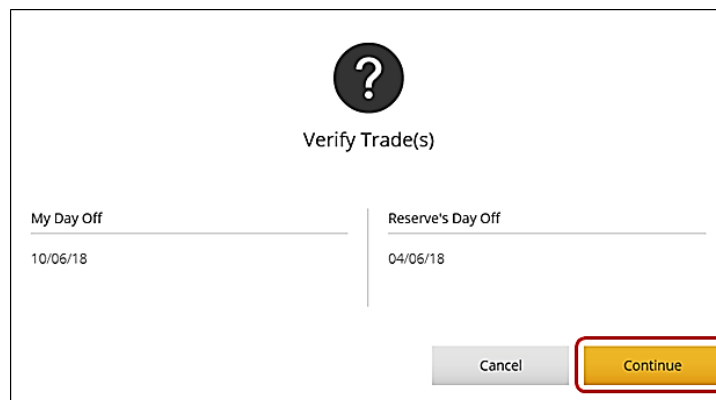 ?
Verify Trade(s)
My Day Off
Reserve's Day Off
10/06/18
04/06/18
Cancel
Continue